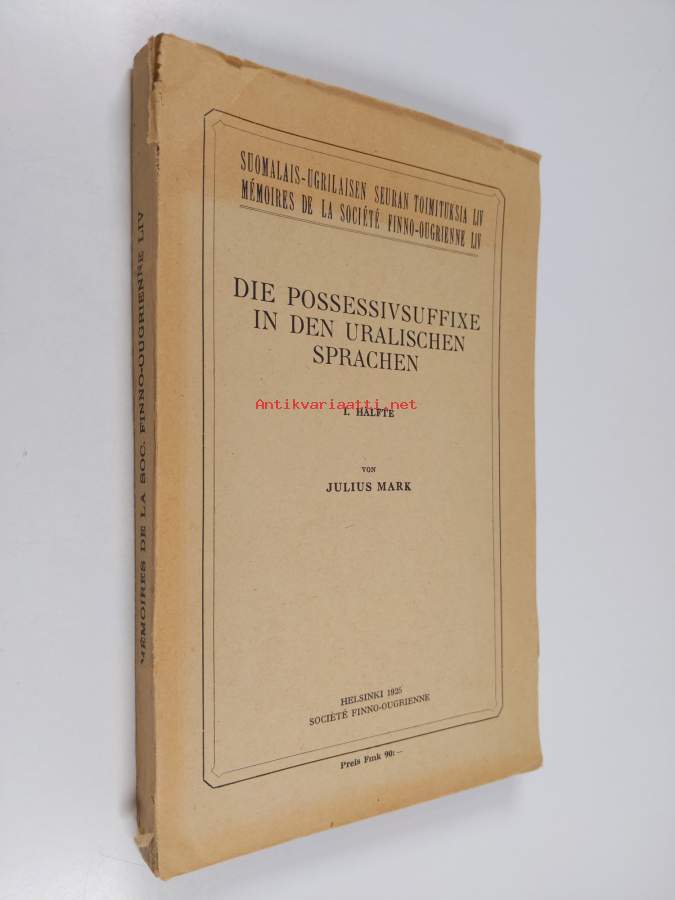 SUOMALAIS-UGRILAISEN SEURAN TOIMITUKSIA LIV
MÉMOIRES DE LA SOCIÉTÉ FINNO-OUGRIENNE LIV
DIE POSSESSIVSUFFIXE
IN DEN URALISCHEN
SPRACHEN
Antikvariaatti.net
I. HÄLFTE
VON
JULIUS MARK
HELSINKI 1925
SOCIÉTÉ FINNO-OUGRIENNE
Preis Fmk 90:—
MÉMOIRES DE LA SOC. FINNO-OUGRIENNE LIV